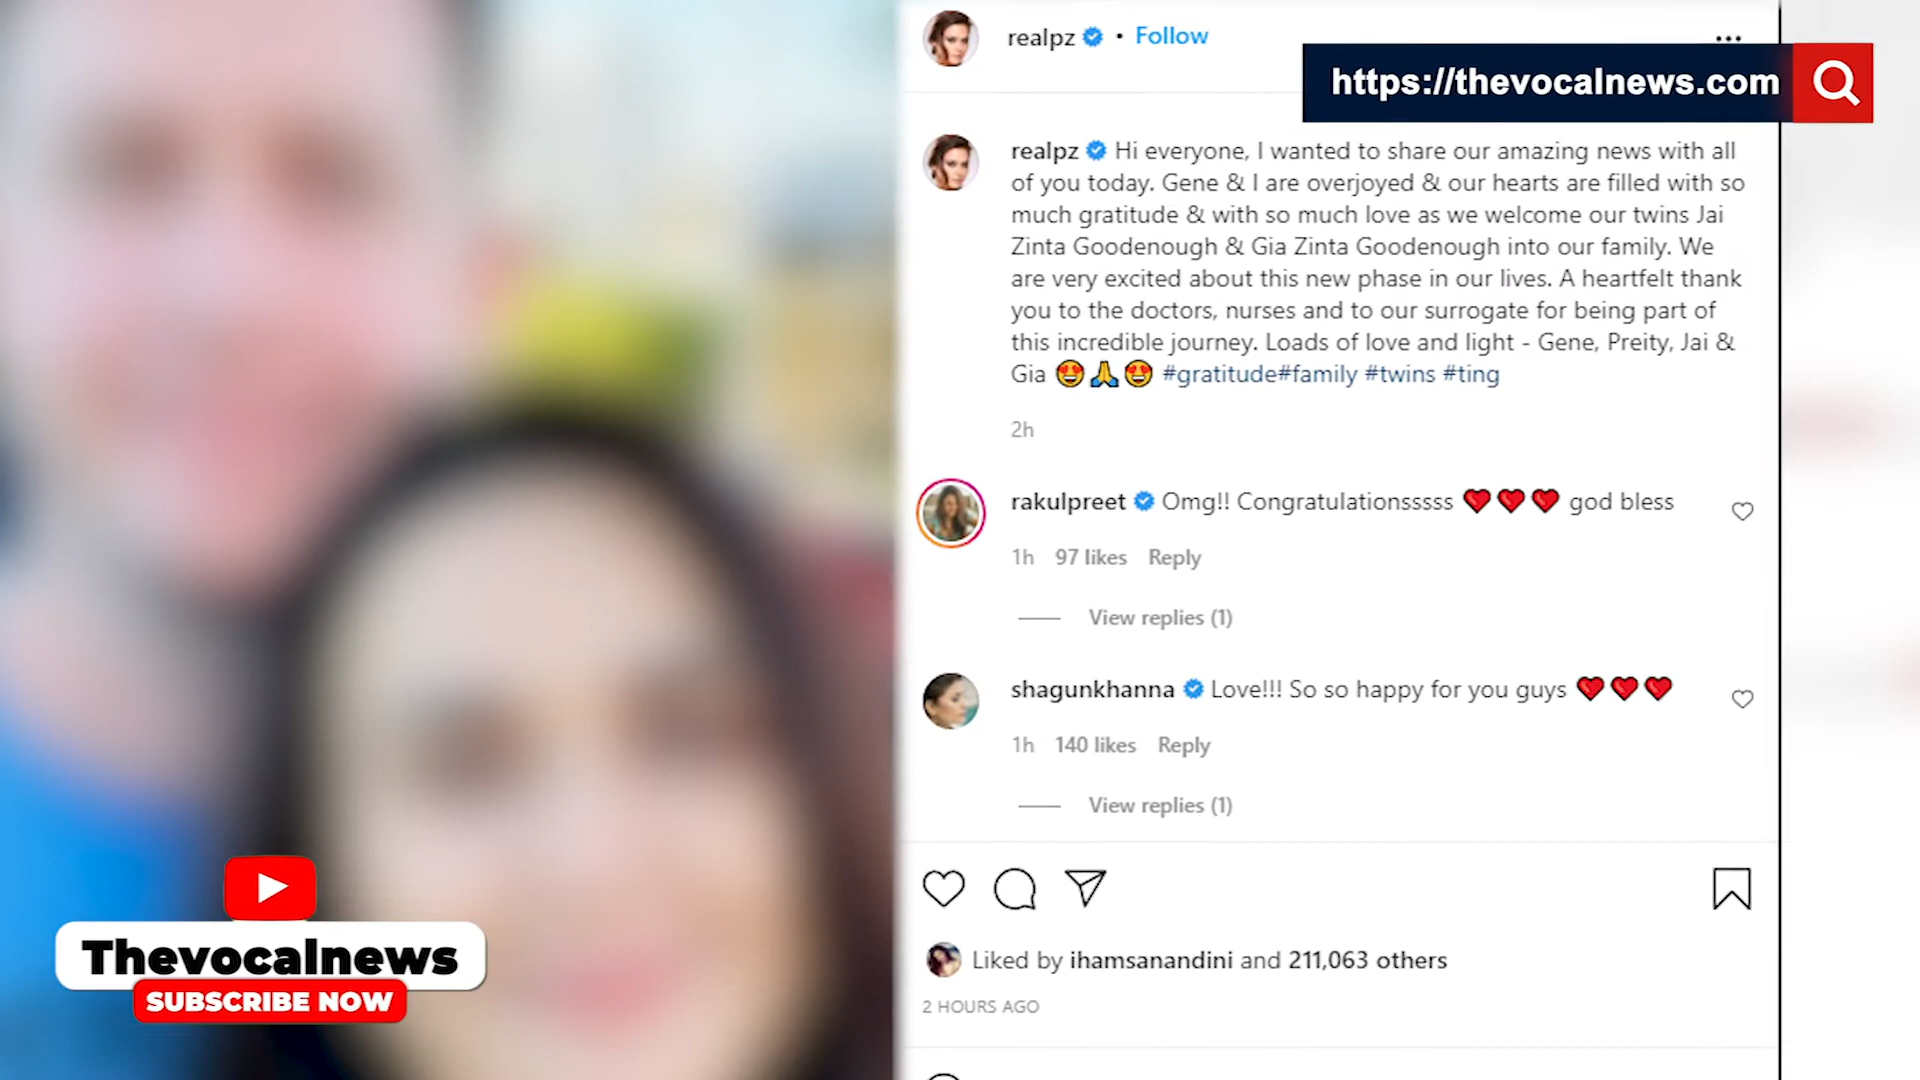 realpz • Follow
https://thevocalnews.com
realpz Hi everyone, I wanted to share our amazing news with all
of you today. Gene & I are overjoyed & our hearts are filled with so
much gratitude & with so much love as we welcome our twins Jai
Zinta Goodenough & Gia Zinta Goodenough into our family. We
are very excited about this new phase in our lives. A heartfelt thank
you to the doctors, nurses and to our surrogate for being part of
this incredible journey. Loads of love and light - Gene, Preity, Jai &
Gia 😍🙏😍 #gratitude#family #twins #ting
2h
rakulpreet Omg!! Congratulationsssss ❤️❤️❤️ god bless
1h 97 likes Reply
View replies (1)
shagunkhanna Love!!! So so happy for you guys ❤️❤️❤️
1h 140 likes Reply
View replies (1)
Liked by ihamsanandini and 211,063 others
2 HOURS AGO
Thevocalnews
SUBSCRIBE NOW